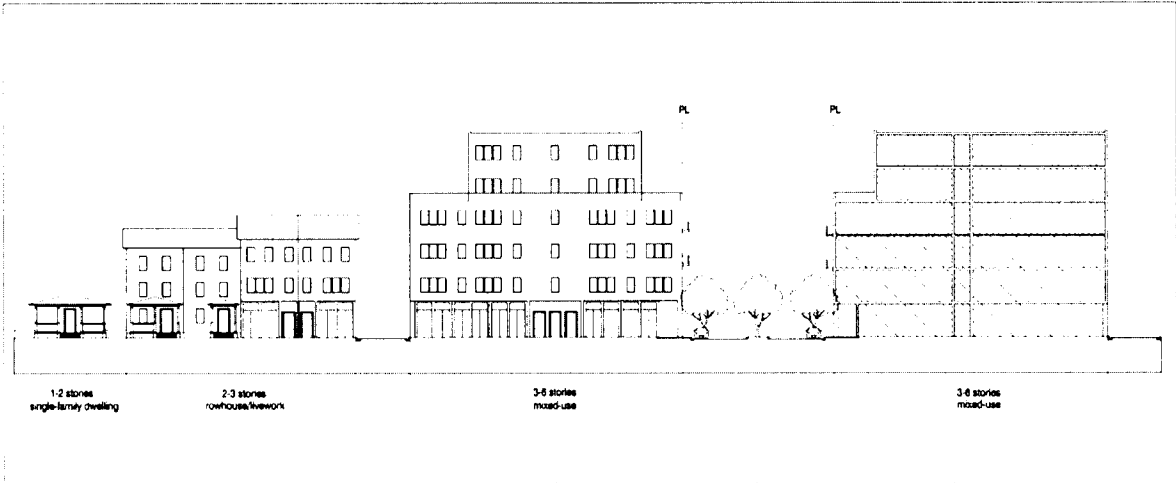 PL
PL
1-2 stories
single-family dwelling
2-3 stories
rowhouse/livework
3-6 stories
mixed-use
3-6 stories
mixed-use